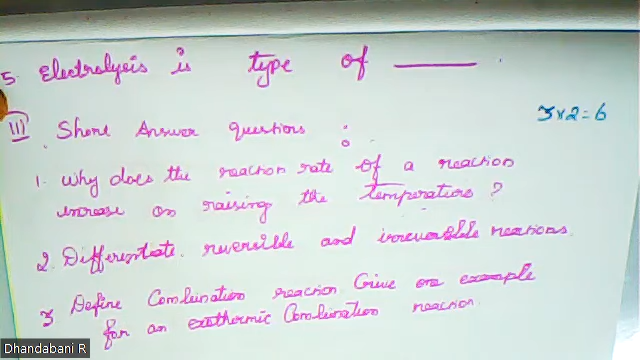 5. Electrolysis is type of ______.
III) Short Answer questions :
3x2=6
1. Why does the reaction rate of a reaction
increase on raising the temperature ?
2. Differentiate reversible and irreversible reactions.
3 Define Combination reaction Give one example
for an exothermic Combination reaction.
Dhandabani R